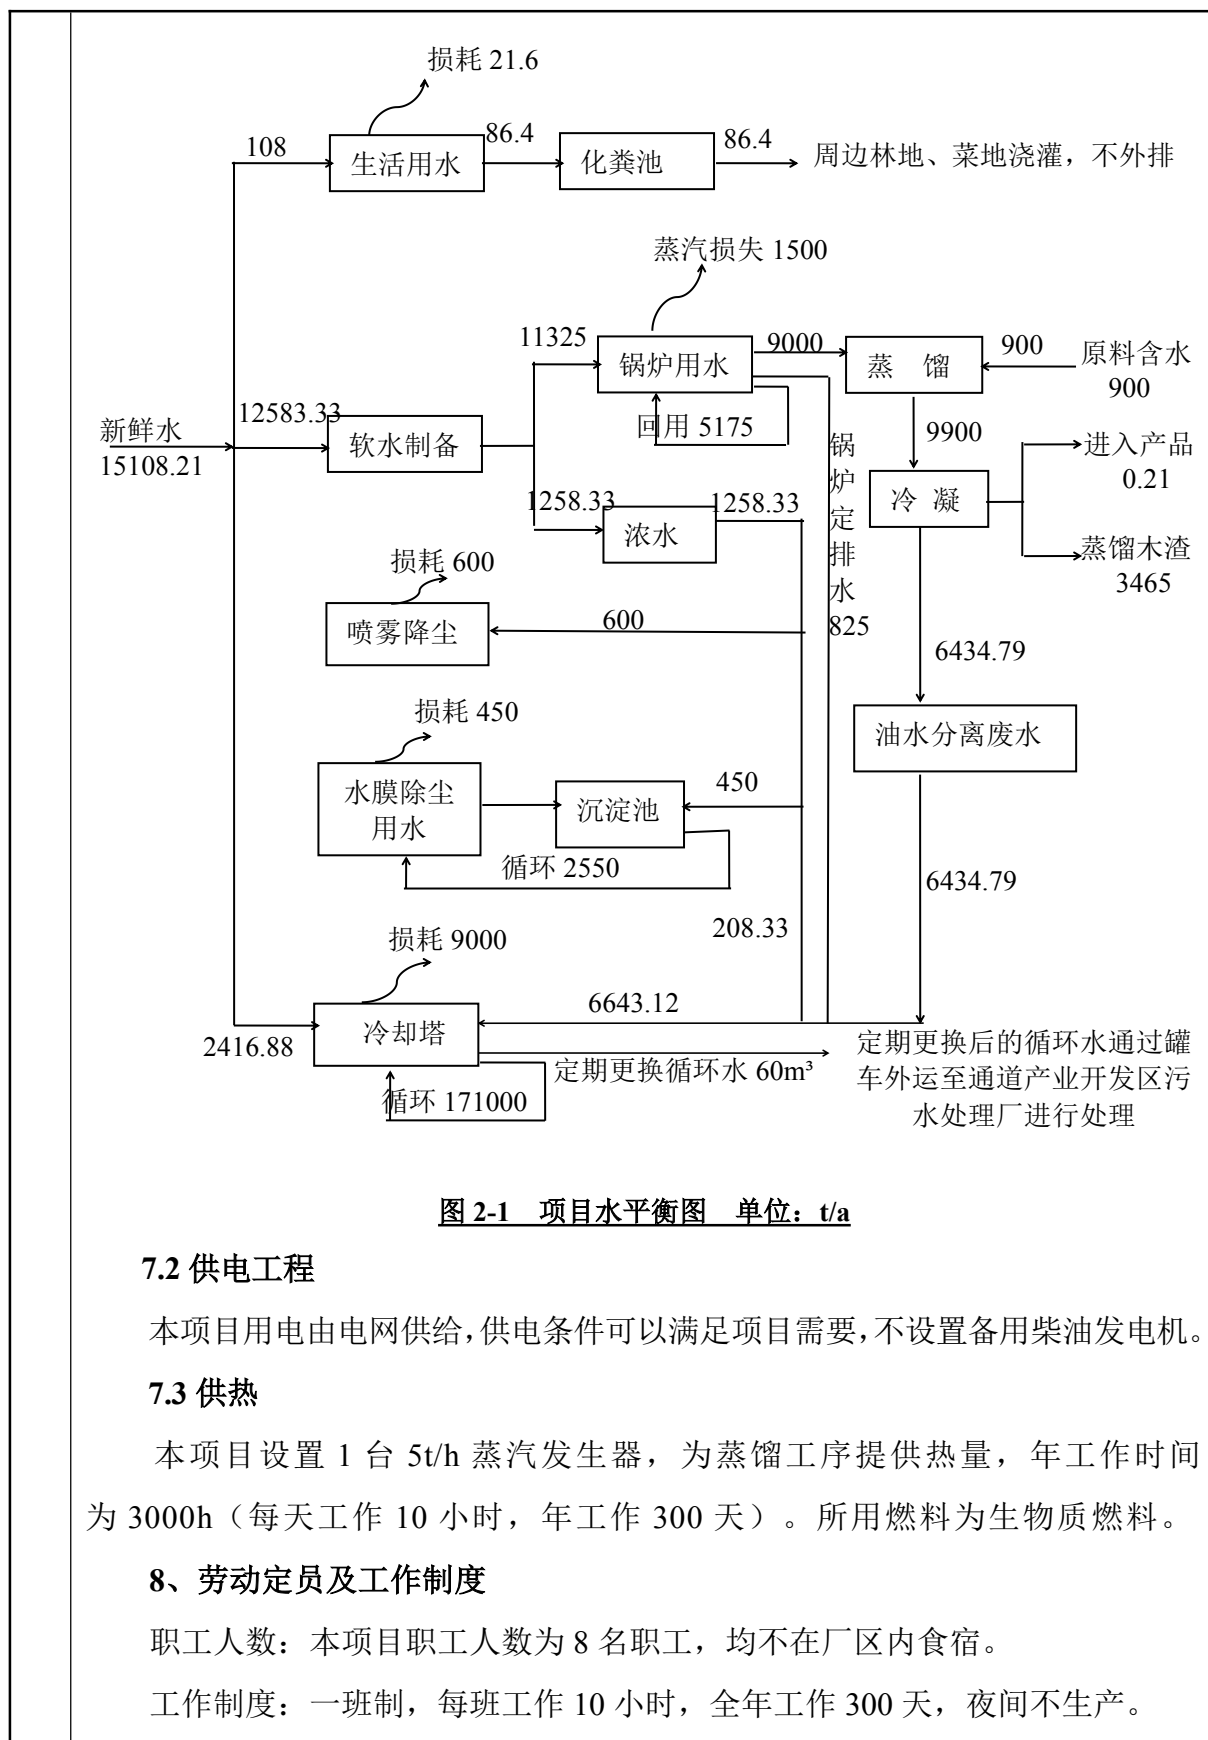 损耗 21.6
108
生活用水
86.4
化粪池
86.4
周边林地、菜地浇灌，不外排
蒸汽损失 1500
11325
锅炉用水
9000
蒸 馏
900
原料含水
900
新鲜水
15108.21
12583.33
软水制备
回用 5175
锅炉定排水
825
9900
进入产品
0.21
冷 凝
1258.33
浓水
1258.33
蒸馏木渣
3465
损耗 600
喷雾降尘
600
6434.79
损耗 450
油水分离废水
水膜除尘
用水
沉淀池
450
循环 2550
6434.79
208.33
损耗 9000
6643.12
2416.88
冷却塔
定期更换循环水 60m³
循环 171000
定期更换后的循环水通过罐
车外运至通道产业开发区污
水处理厂进行处理
图 2-1 项目水平衡图 单位：t/a
7.2 供电工程
本项目用电由电网供给，供电条件可以满足项目需要，不设置备用柴油发电机。
7.3 供热
本项目设置 1 台 5t/h 蒸汽发生器，为蒸馏工序提供热量，年工作时间
为 3000h（每天工作 10 小时，年工作 300 天）。所用燃料为生物质燃料。
8、劳动定员及工作制度
职工人数：本项目职工人数为 8 名职工，均不在厂区内食宿。
工作制度：一班制，每班工作 10 小时，全年工作 300 天，夜间不生产。